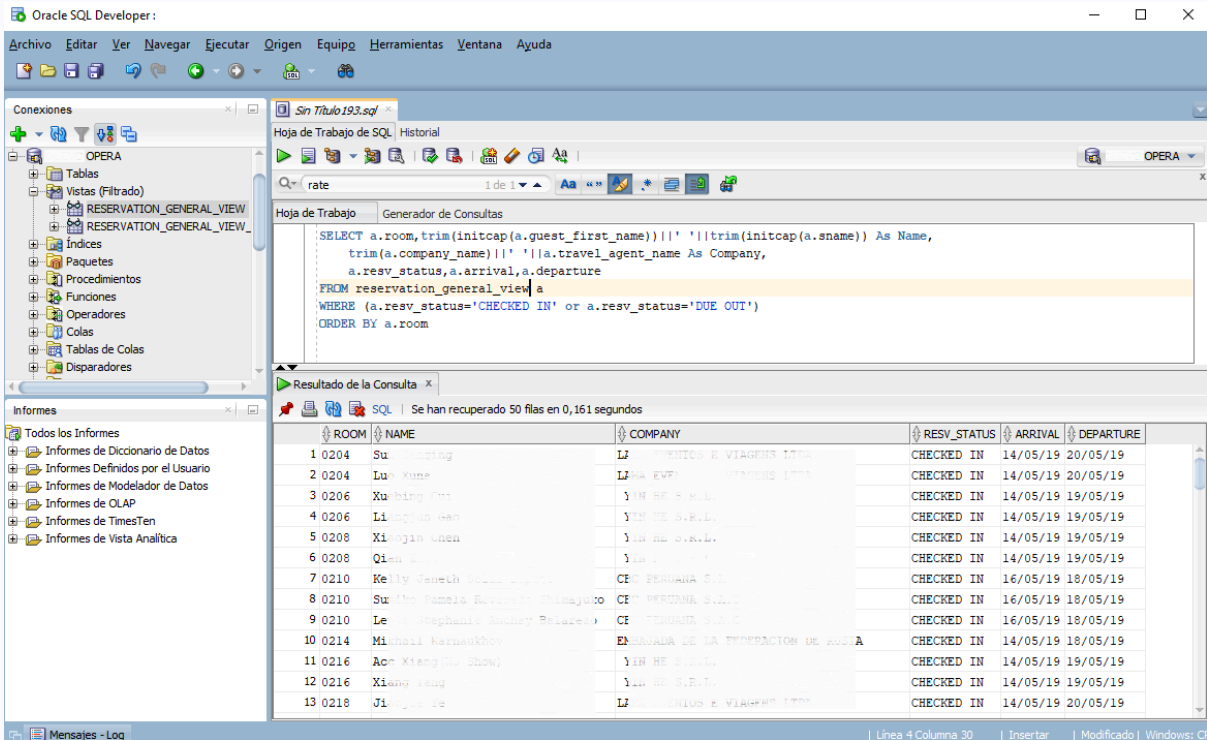 Oracle SQL Developer :
Archivo Editar Ver Navegar Ejecutar Origen Equipo Herramientas Ventana Ayuda
Conexiones
OPERA
Tablas
Vistas (Filtrado)
RESERVATION_GENERAL_VIEW
RESERVATION_GENERAL_VIEW_
Índices
Paquetes
Procedimientos
Funciones
Operadores
Colas
Tablas de Colas
Disparadores
Informes
Todos los Informes
Informes de Diccionario de Datos
Informes Definidos por el Usuario
Informes de Modelador de Datos
Informes de OLAP
Informes de TimesTen
Informes de Vista Analítica
Sin Título193.sql
Hoja de Trabajo de SQL Historial
OPERA
rate 1 de 1 Aa
Hoja de Trabajo Generador de Consultas
SELECT a.room,trim(initcap(a.guest_first_name))||' '||trim(initcap(a.sname)) As Name,
trim(a.company_name)||' '||a.travel_agent_name As Company,
a.resv_status,a.arrival,a.departure
FROM reservation_general_view a
WHERE (a.resv_status='CHECKED IN' or a.resv_status='DUE OUT')
ORDER BY a.room
Resultado de la Consulta x
SQL | Se han recuperado 50 filas en 0,161 segundos
ROOM NAME COMPANY RESV_STATUS ARRIVAL DEPARTURE
1 0204 CHECKED IN 14/05/19 20/05/19
2 0204 CHECKED IN 14/05/19 20/05/19
3 0206 CHECKED IN 14/05/19 19/05/19
4 0206 CHECKED IN 14/05/19 19/05/19
5 0208 CHECKED IN 14/05/19 19/05/19
6 0208 CHECKED IN 14/05/19 19/05/19
7 0210 CHECKED IN 16/05/19 18/05/19
8 0210 CHECKED IN 16/05/19 18/05/19
9 0210 CHECKED IN 16/05/19 18/05/19
10 0214 CHECKED IN 14/05/19 18/05/19
11 0216 CHECKED IN 14/05/19 19/05/19
12 0216 CHECKED IN 14/05/19 19/05/19
13 0218 CHECKED IN 14/05/19 20/05/19
Mensajes - Log | Línea 4 Columna 30 | Insertar | Modificado | Windows: CR